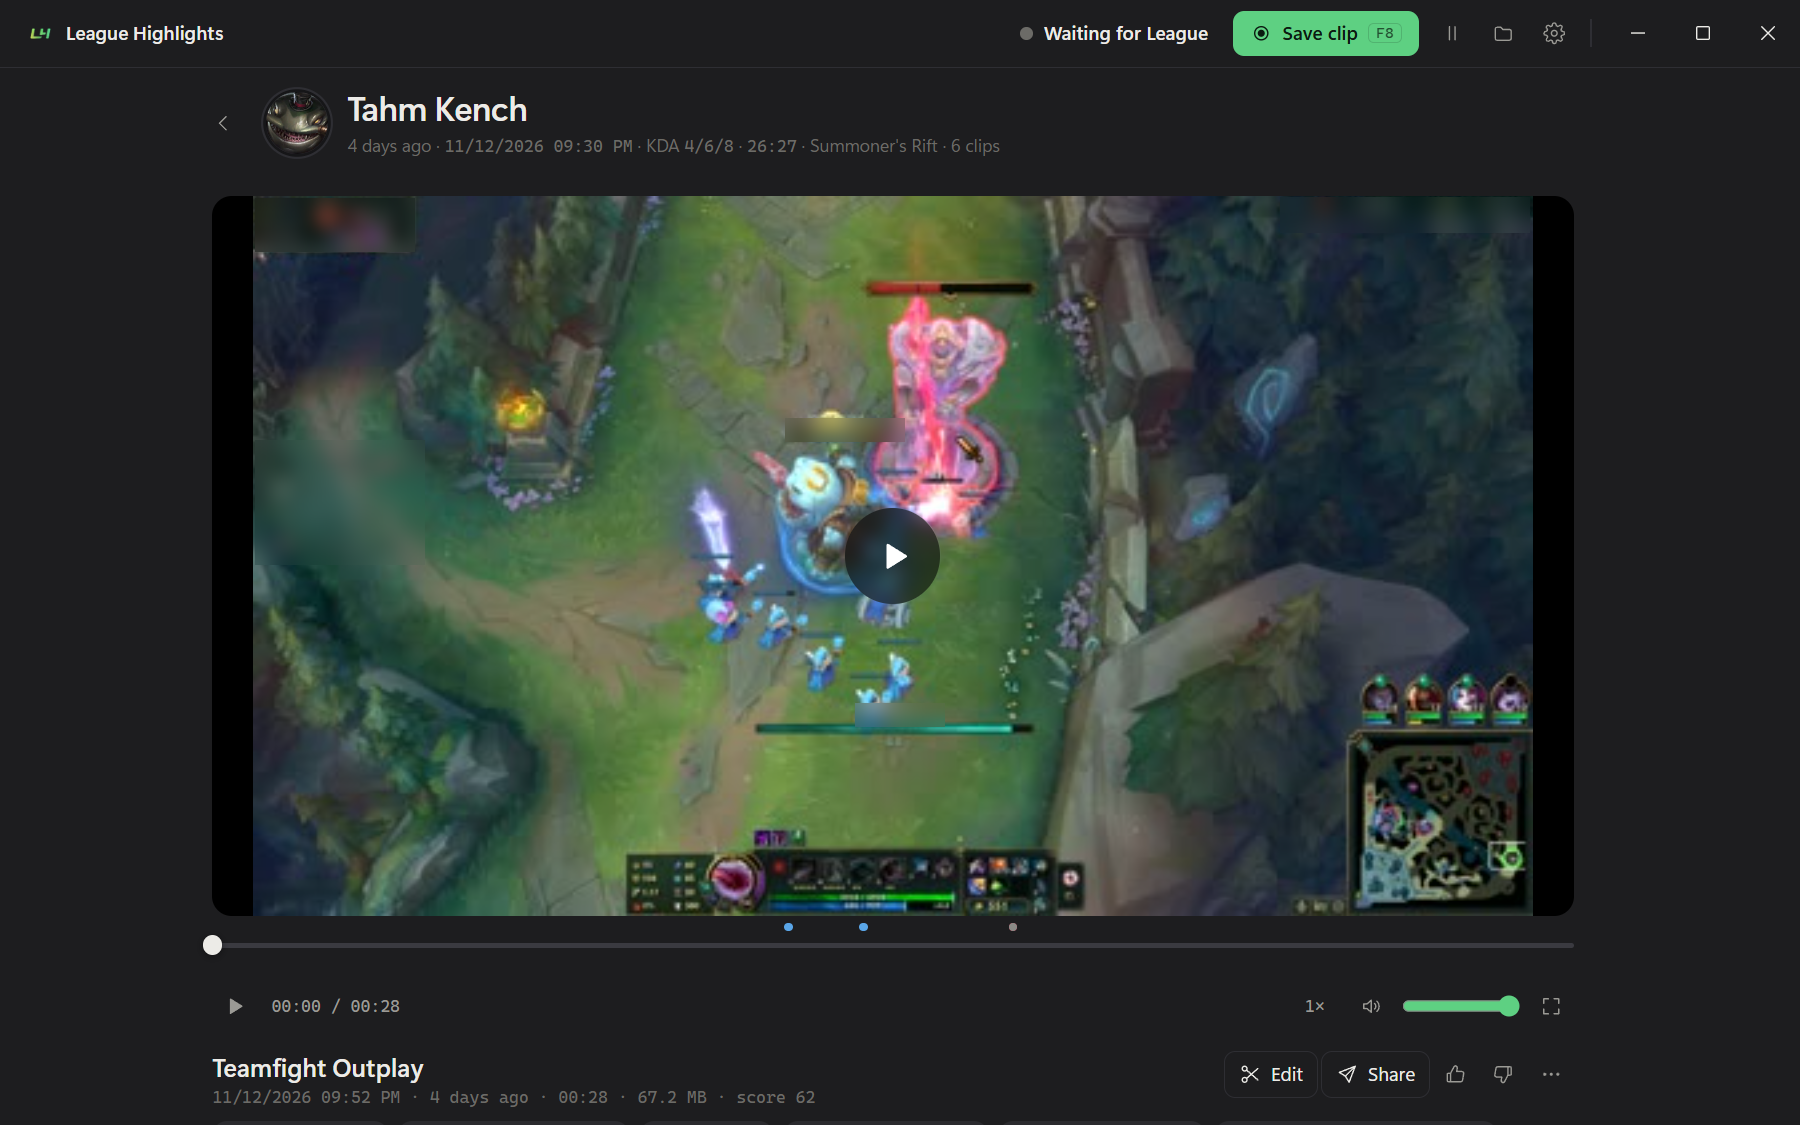 LH League Highlights
Waiting for League
Save clip F8
Tahm Kench
4 days ago · 11/12/2026 09:30 PM · KDA 4/6/8 · 26:27 · Summoner's Rift · 6 clips
00:00 / 00:28
1×
Teamfight Outplay
11/12/2026 09:52 PM · 4 days ago · 00:28 · 67.2 MB · score 62
Edit
Share